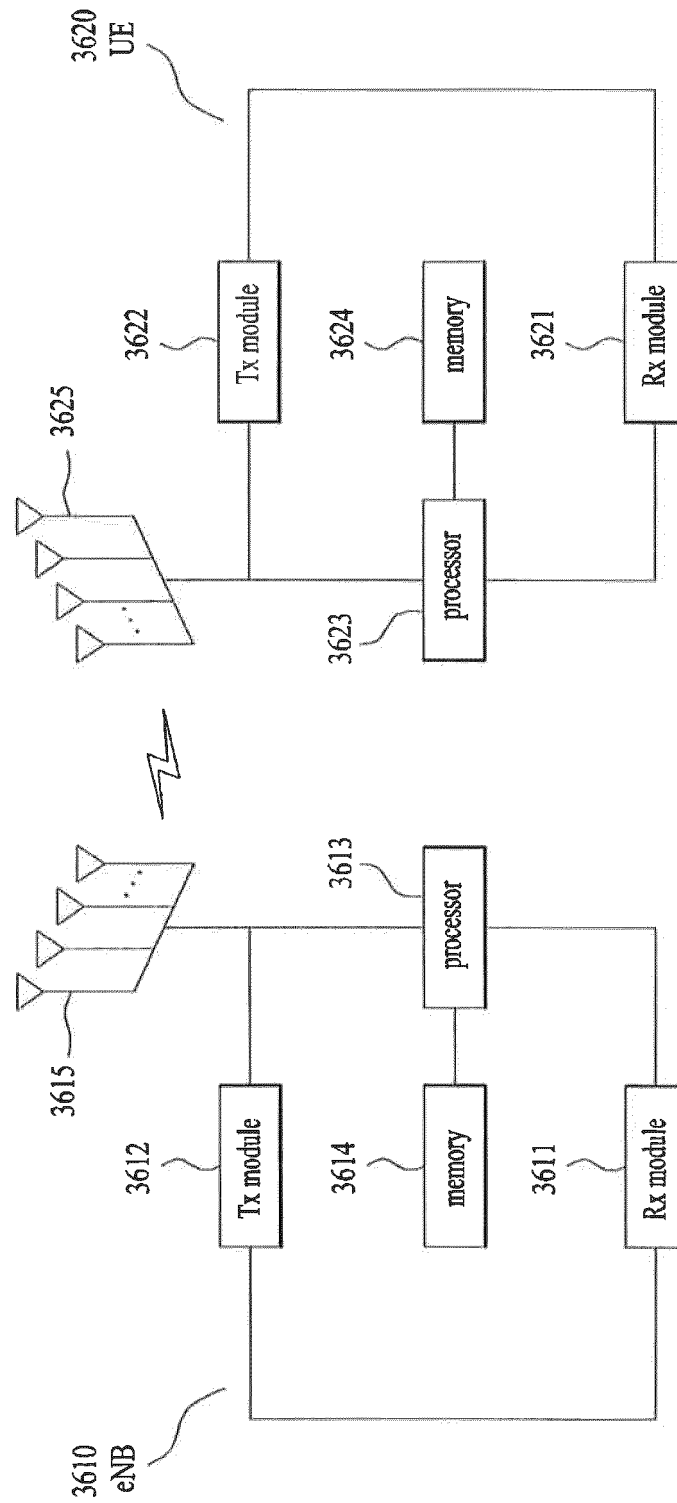 3610
eNB
3615
3612
Tx module
3614
memory
3613
processor
3611
Rx module
3620
UE
3625
3622
Tx module
3624
memory
3623
processor
3621
Rx module